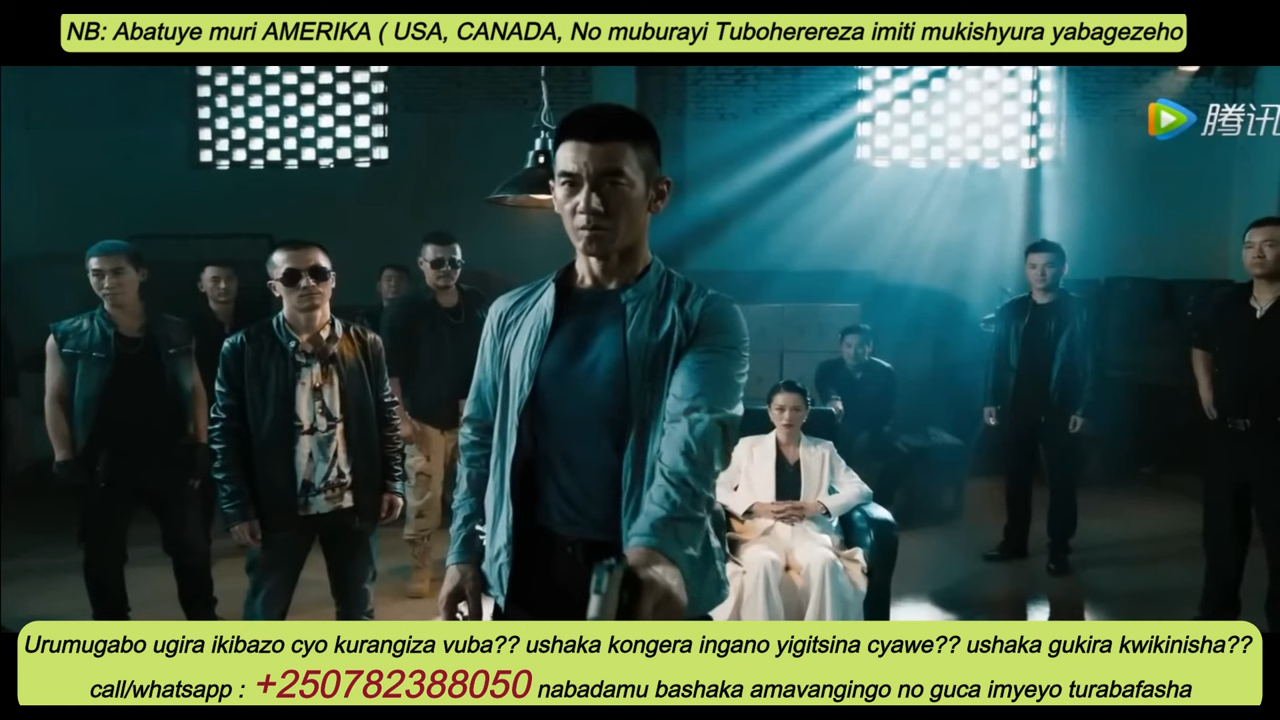 NB: Abatuye muri AMERIKA ( USA, CANADA, No muburayi Tuboherereza imiti mukishyura yabagezeho
腾讯
Urumugabo ugira ikibazo cyo kurangiza vuba?? ushaka kongera ingano yigitsina cyawe?? ushaka gukira kwikinisha??
call/whatsapp : +250782388050 nabadamu bashaka amavangingo no guca imyeyo turabafasha